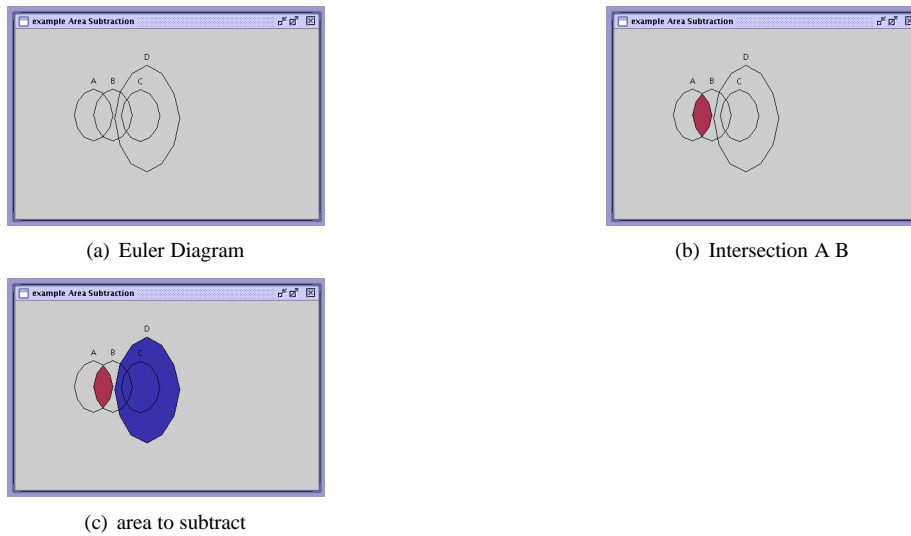 example Area Subtraction
D
A B C
(a) Euler Diagram
example Area Subtraction
D
A B C
(b) Intersection A B
example Area Subtraction
D
A B C
(c) area to subtract